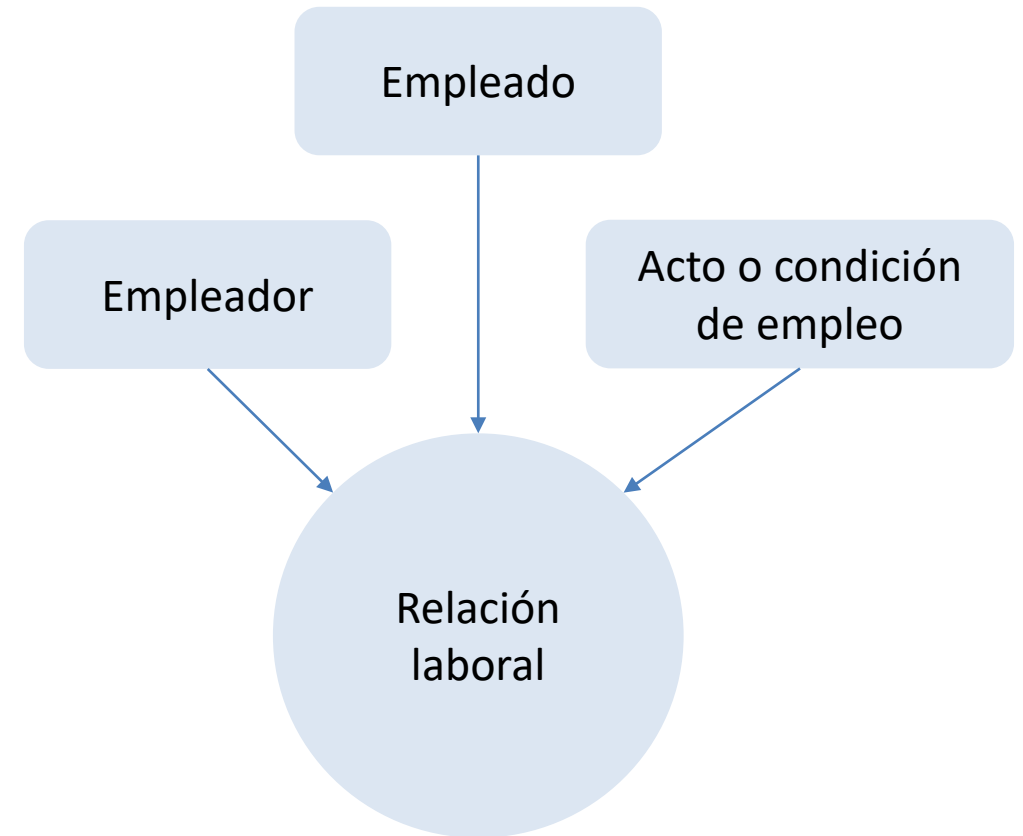 Empleado
Empleador
Acto o condición
de empleo
Relación
laboral